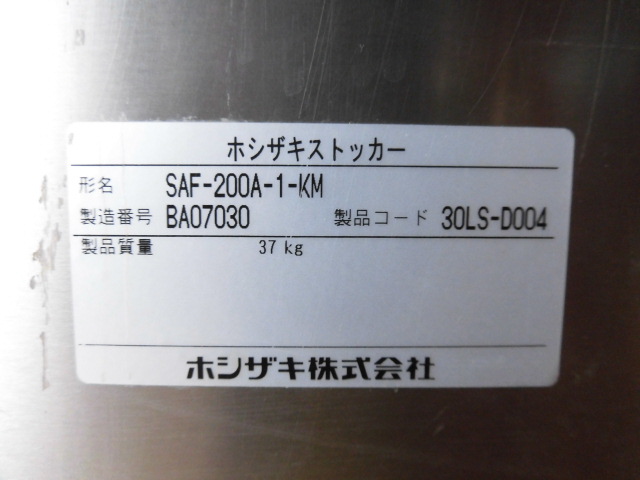 ホシザキストッカー
形名 SAF-200A-1-KM
製造番号 BA07030 製品コード 30LS-D004
製品質量 37 kg
ホシザキ株式会社